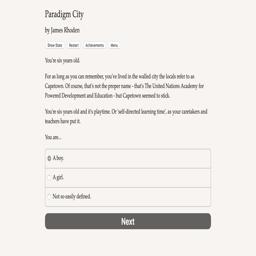 Paradigm City
by James Rhoden
Show Stats Restart Achievements Menu
You're six years old.
For as long as you can remember, you've lived in the walled city the locals refer to as
Capetown. Of course, that's not the proper name - that's The United Nations Academy for
Powered Development and Education - but Capetown seemed to stick.
You're six years old and it's playtime. Or 'self-directed learning time', as your caretakers and
teachers have put it.
You are...
A boy.
A girl.
Not so easily defined.
Next